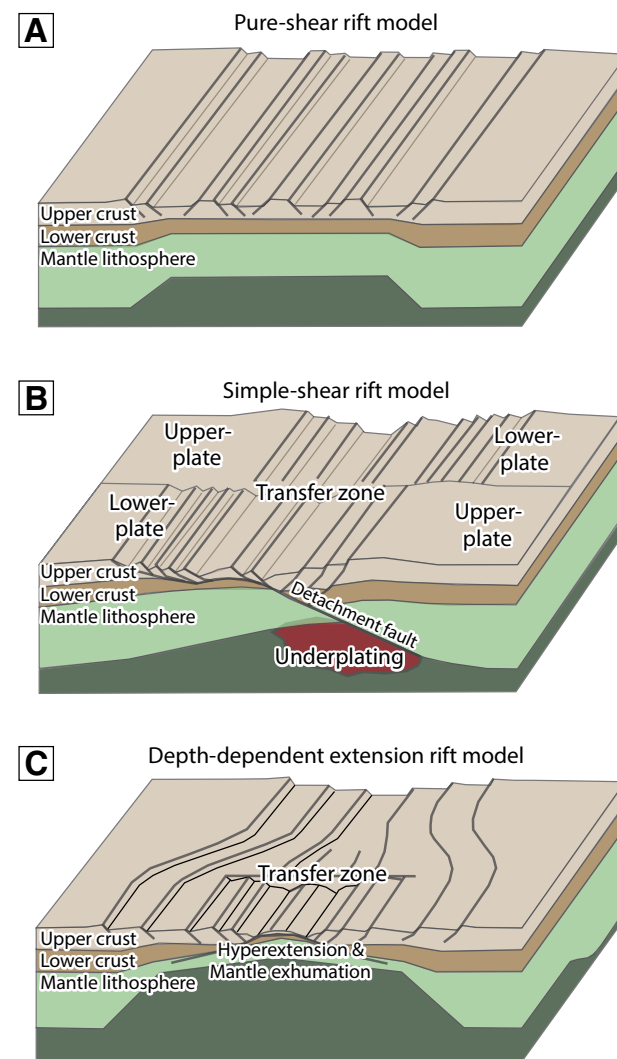 A
Pure-shear rift model
Upper crust
Lower crust
Mantle lithosphere
B
Simple-shear rift model
Upper-
plate
Lower-
plate
Transfer zone
Lower-
plate
Upper-
plate
Upper crust
Lower crust
Mantle lithosphere
Detachment fault
Underplating
C
Depth-dependent extension rift model
Transfer zone
Upper crust
Lower crust
Mantle lithosphere
Hyperextension &
Mantle exhumation